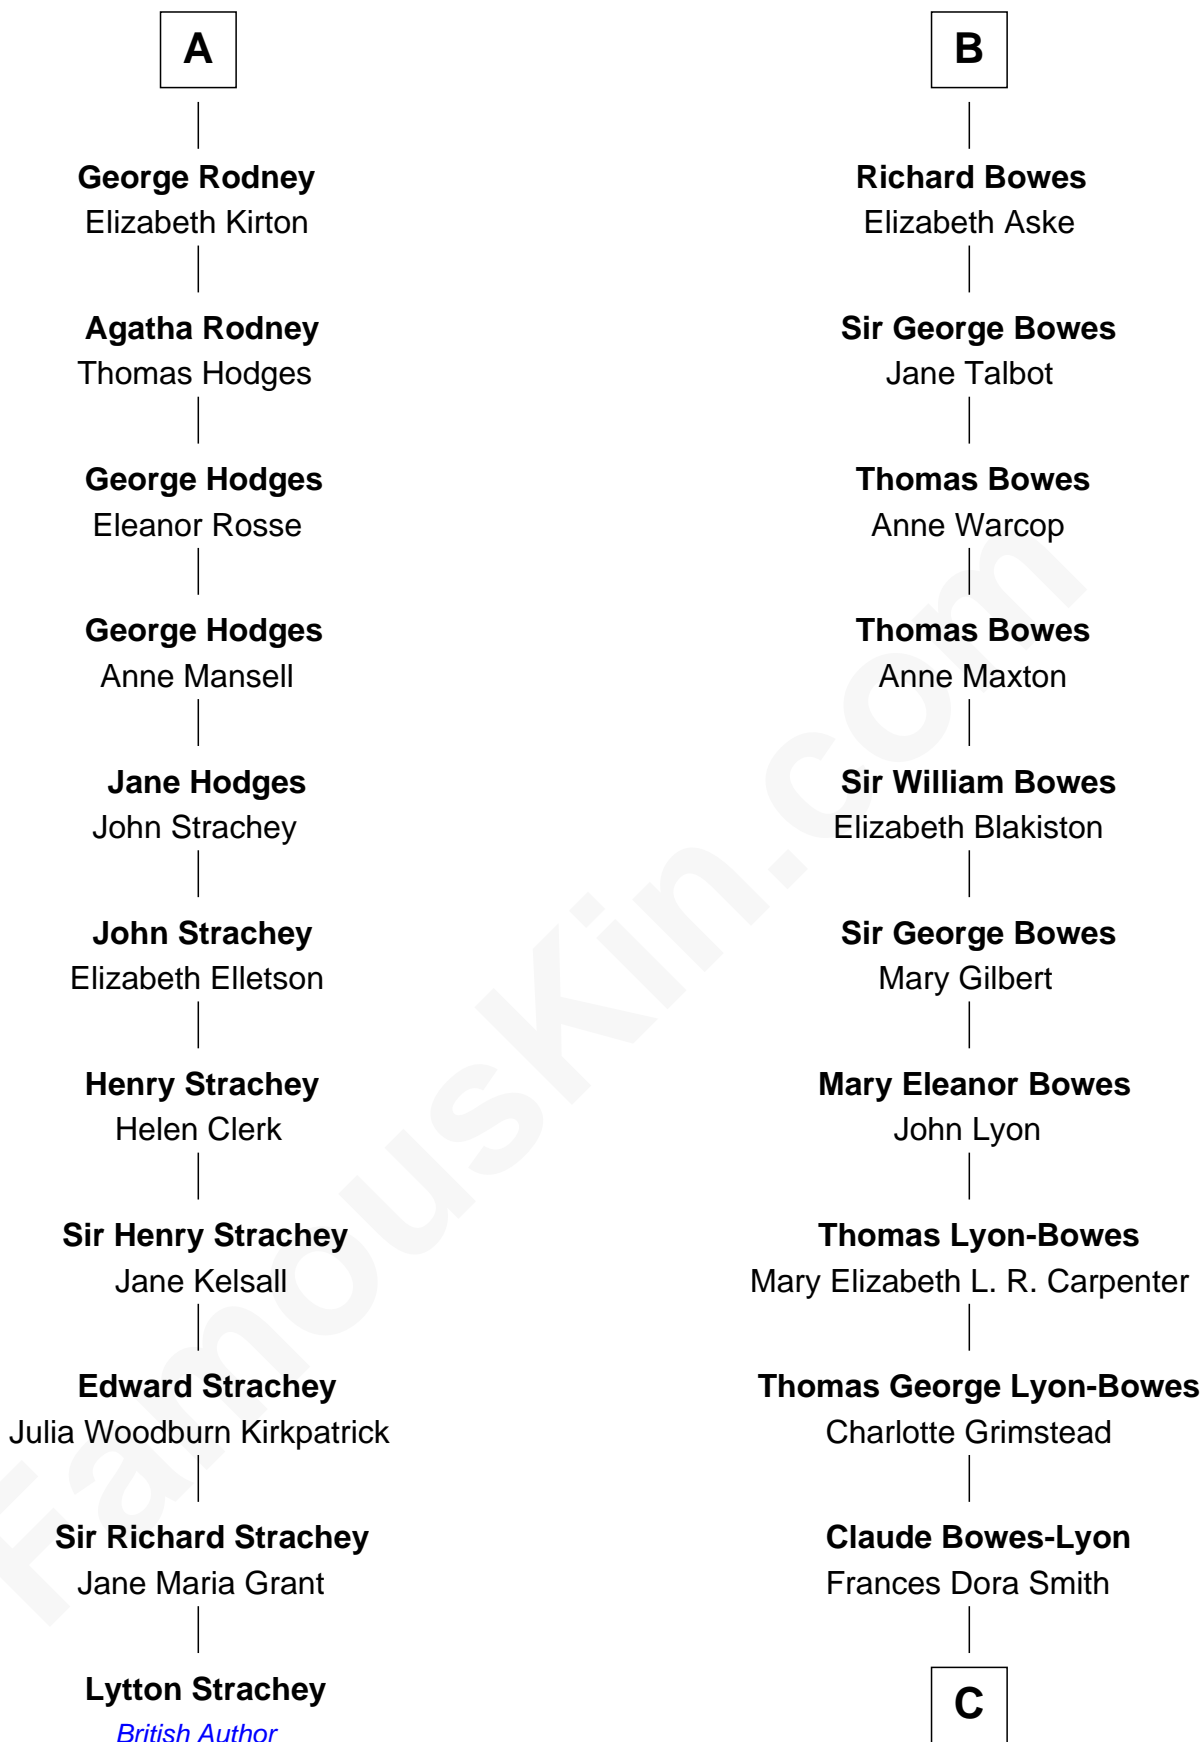 A
George Rodney
Elizabeth Kirton
Agatha Rodney
Thomas Hodges
George Hodges
Eleanor Rosse
George Hodges
Anne Mansell
Jane Hodges
John Strachey
John Strachey
Elizabeth Elletson
Henry Strachey
Helen Clerk
Sir Henry Strachey
Jane Kelsall
Edward Strachey
Julia Woodburn Kirkpatrick
Sir Richard Strachey
Jane Maria Grant
Lytton Strachey
British Author
B
Richard Bowes
Elizabeth Aske
Sir George Bowes
Jane Talbot
Thomas Bowes
Anne Warcop
Thomas Bowes
Anne Maxton
Sir William Bowes
Elizabeth Blakiston
Sir George Bowes
Mary Gilbert
Mary Eleanor Bowes
John Lyon
Thomas Lyon-Bowes
Mary Elizabeth L. R. Carpenter
Thomas George Lyon-Bowes
Charlotte Grimstead
Claude Bowes-Lyon
Frances Dora Smith
C
FamousKin.com